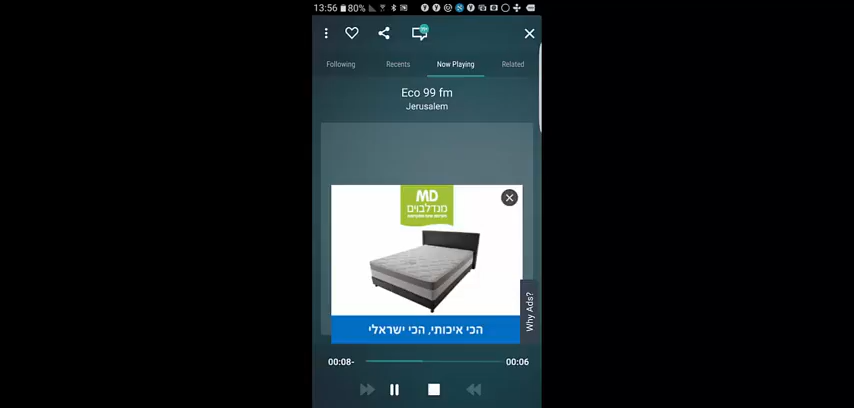 13:56 80%
Following Recents Now Playing Related
Eco 99 fm
Jerusalem
MD
מנדלבוים
Why Ads?
הכי איכותי, הכי ישראלי
00:08- 00:06